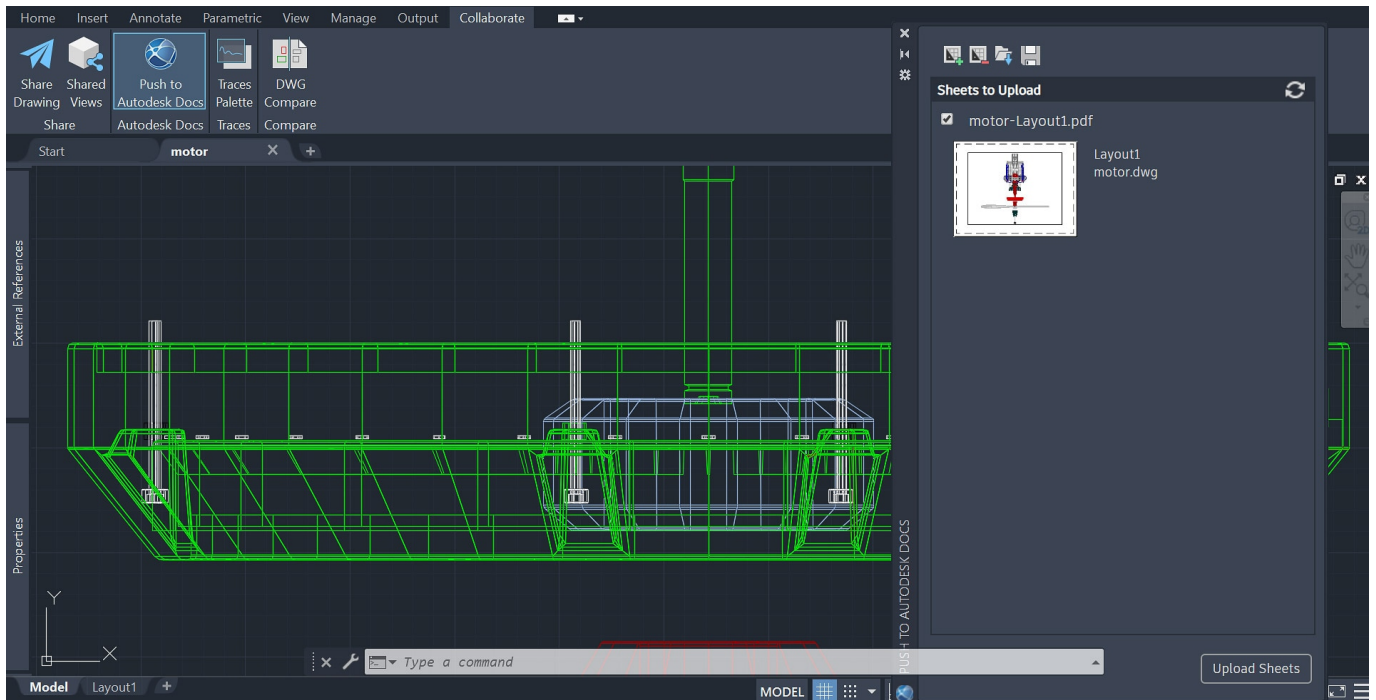 Home Insert Annotate Parametric View Manage Output Collaborate
Share Shared Push to Traces DWG
Drawing Views Autodesk Docs Palette Compare
Share Autodesk Docs Traces Compare
Start motor
External References
Properties
Sheets to Upload
motor-Layout1.pdf
Layout1
motor.dwg
PUSH TO AUTODESK DOCS
Y
X
Type a command
Upload Sheets
Model Layout1
MODEL